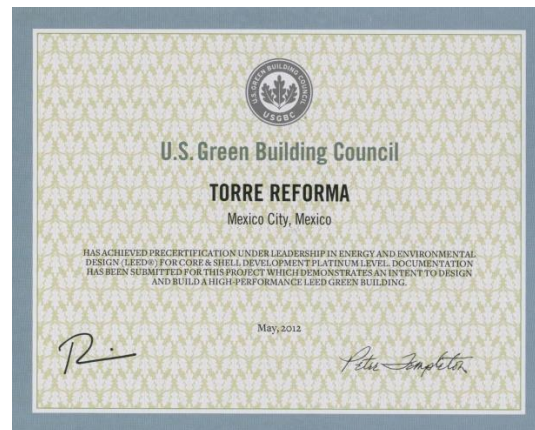 U.S. GREEN BUILDING COUNCIL
USGBC
U.S. Green Building Council
TORRE REFORMA
Mexico City, Mexico
HAS ACHIEVED PRECERTIFICATION UNDER LEADERSHIP IN ENERGY AND ENVIRONMENTAL
DESIGN (LEED®) FOR CORE & SHELL DEVELOPMENT PLATINUM LEVEL. DOCUMENTATION
HAS BEEN SUBMITTED FOR THIS PROJECT WHICH DEMONSTRATES AN INTENT TO DESIGN
AND BUILD A HIGH-PERFORMANCE LEED GREEN BUILDING.
May, 2012
Peter Templeton